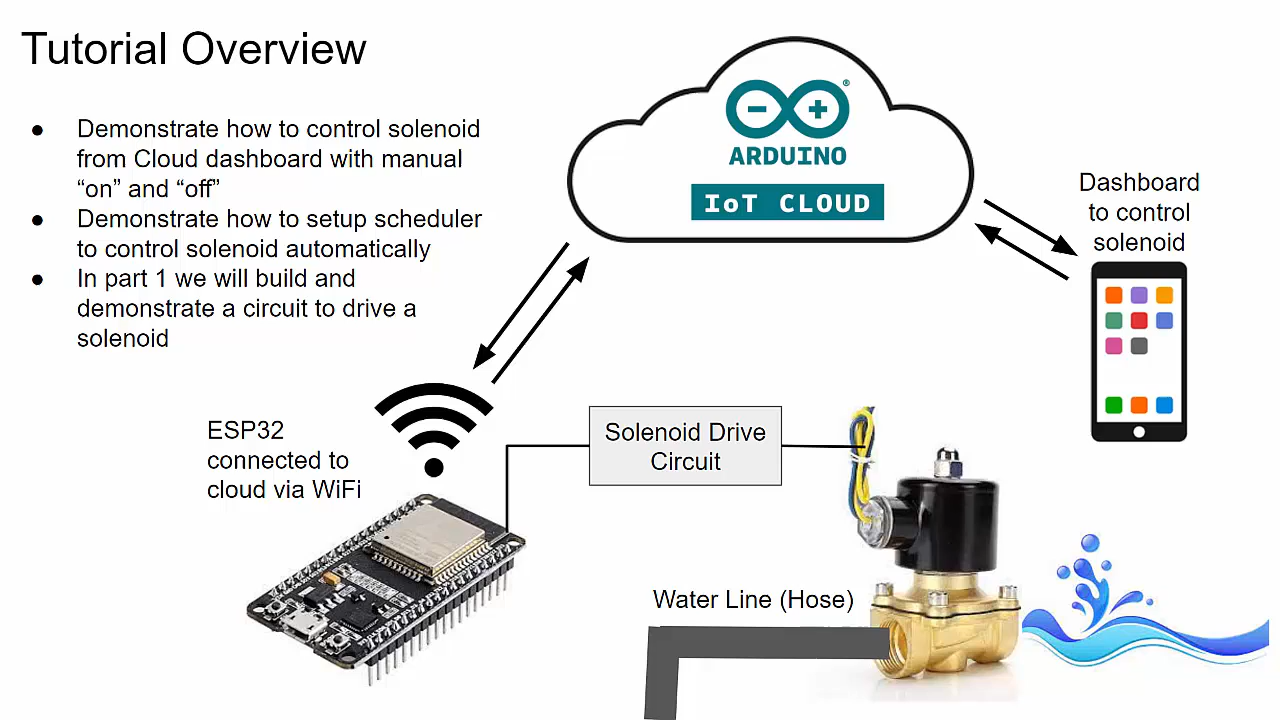 Tutorial Overview
● Demonstrate how to control solenoid
from Cloud dashboard with manual
“on” and “off”
● Demonstrate how to setup scheduler
to control solenoid automatically
● In part 1 we will build and
demonstrate a circuit to drive a
solenoid
ARDUINO
®
IoT CLOUD
Dashboard
to control
solenoid
ESP32
connected to
cloud via WiFi
Solenoid Drive
Circuit
Water Line (Hose)